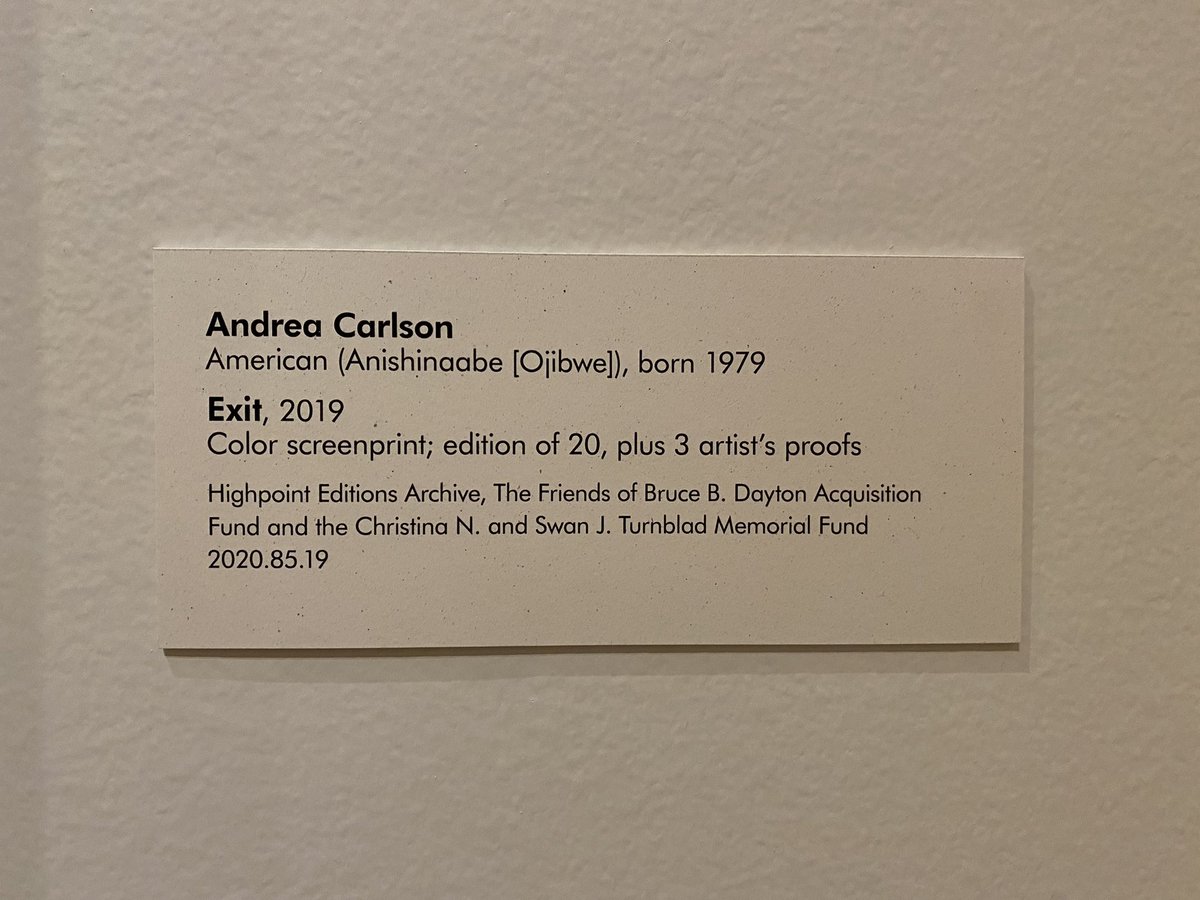 Andrea Carlson
American (Anishinaabe [Ojibwe]), born 1979
Exit, 2019
Color screenprint; edition of 20, plus 3 artist's proofs
Highpoint Editions Archive, The Friends of Bruce B. Dayton Acquisition
Fund and the Christina N. and Swan J. Turnblad Memorial Fund
2020.85.19